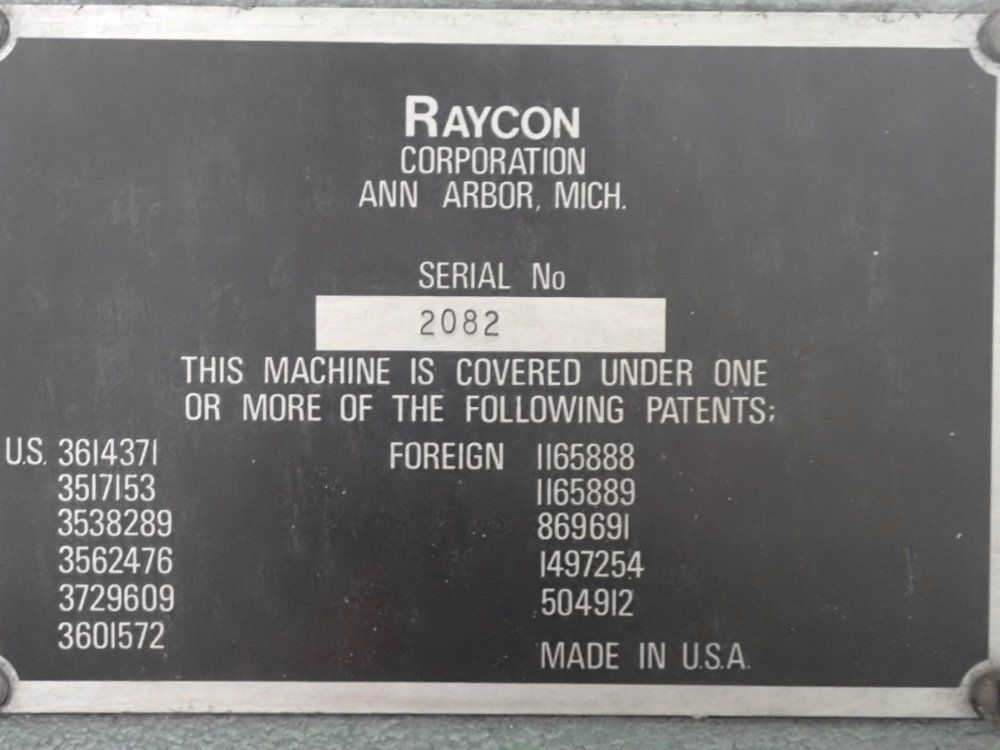 RAYCON
CORPORATION
ANN ARBOR, MICH.
SERIAL No
2082
THIS MACHINE IS COVERED UNDER ONE
OR MORE OF THE FOLLOWING PATENTS:
U.S. 3614371 FOREIGN 1165888
3517153 1165889
3538289 869691
3562476 1497254
3729609 504912
3601572
MADE IN U.S.A.